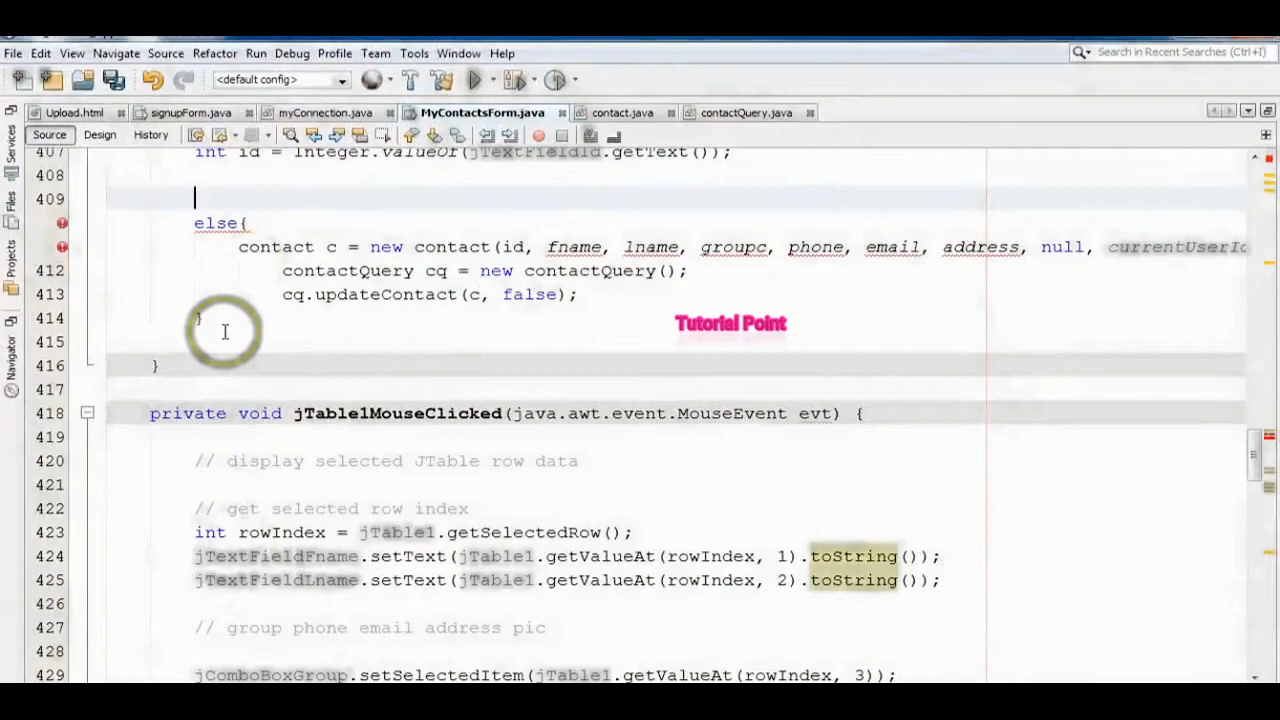 File Edit View Navigate Source Refactor Run Debug Profile Team Tools Window Help
Search in Recent Searches (Ctrl+I)
<default config>
Upload.html signupForm.java myConnection.java MyContactsForm.java contact.java contactQuery.java
Source Design History
Services
Files
Projects
Navigator
407 int id = Integer.valueOf(jTextFieldId.getText());
408
409
else{
contact c = new contact(id, fname, lname, groupc, phone, email, address, null, currentUserId
412 contactQuery cq = new contactQuery();
413 cq.updateContact(c, false);
414 }
Tutorial Point
415
416 }
417
418 private void jTable1MouseClicked(java.awt.event.MouseEvent evt) {
419
420 // display selected JTable row data
421
422 // get selected row index
423 int rowIndex = jTable1.getSelectedRow();
424 jTextFieldFname.setText(jTable1.getValueAt(rowIndex, 1).toString());
425 jTextFieldLname.setText(jTable1.getValueAt(rowIndex, 2).toString());
426
427 // group phone email address pic
428
429 jComboBoxGroup.setSelectedItem(jTable1.getValueAt(rowIndex, 3));